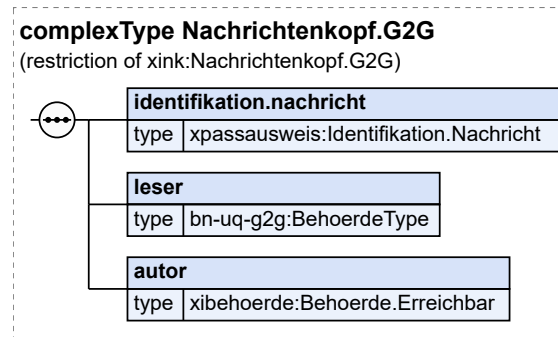 complexType Nachrichtenkopf.G2G
(restriction of xink:Nachrichtenkopf.G2G)
identifikation.nachricht
type xpassausweis:Identifikation.Nachricht
leser
type bn-uq-g2g:BehoerdeType
autor
type xibehoerde:Behoerde.Erreichbar